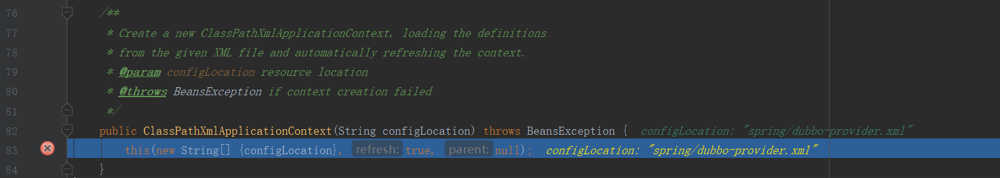 76 /**
77 * Create a new ClassPathXmlApplicationContext, loading the definitions
78 * from the given XML file and automatically refreshing the context.
79 * @param configLocation resource location
80 * @throws BeansException if context creation failed
81 */
82 public ClassPathXmlApplicationContext(String configLocation) throws BeansException { configLocation: "spring/dubbo-provider.xml"
83 this(new String[] {configLocation}, refresh: true, parent: null); configLocation: "spring/dubbo-provider.xml"
84 }